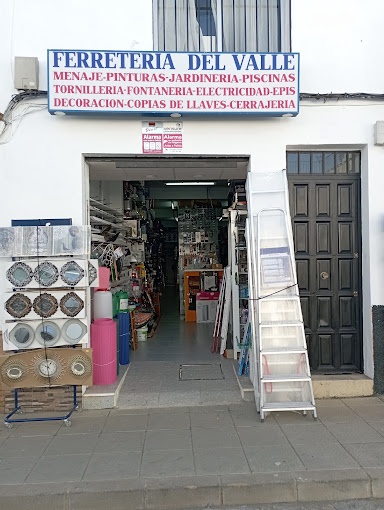 FERRETERIA DEL VALLE
MENAJE-PINTURAS-JARDINERIA-PISCINAS
TORNILLERIA-FONTANERIA-ELECTRICIDAD-EPIS
DECORACION-COPIAS DE LLAVES-CERRAJERIA
Alarma
Alarma